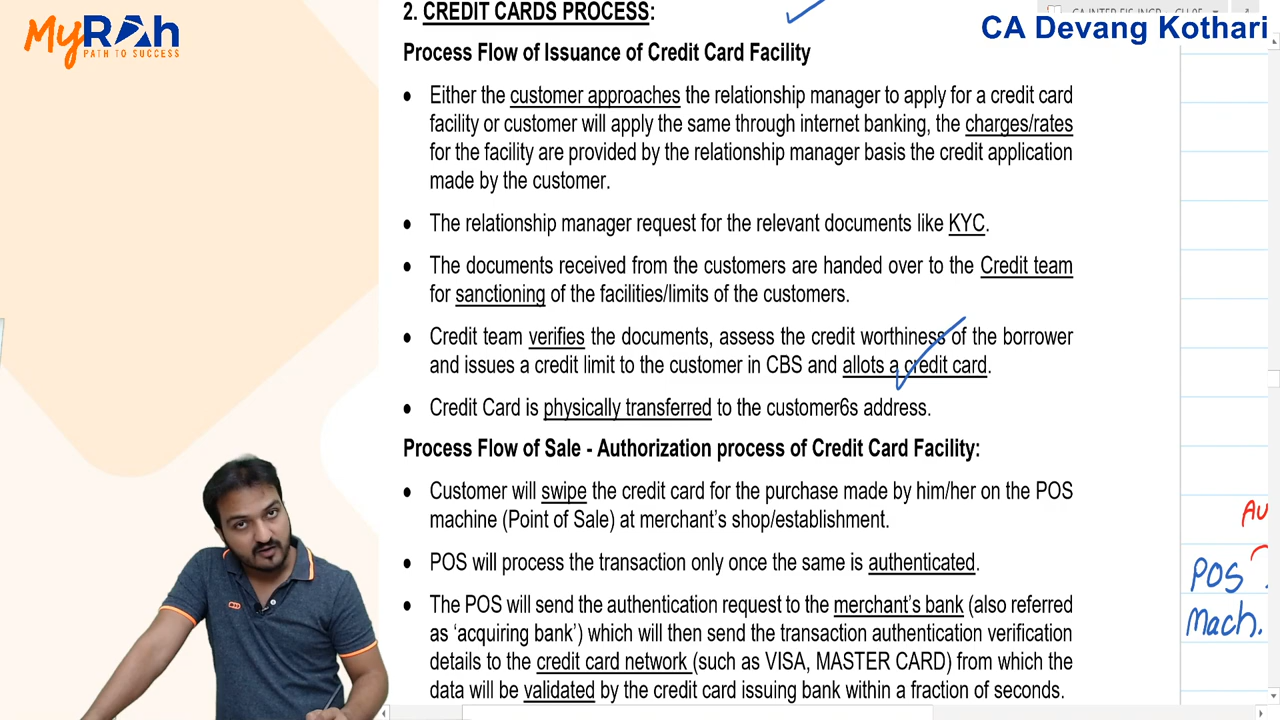 MyRAh
PATH TO SUCCESS
CA Devang Kothari
2. CREDIT CARDS PROCESS:
Process Flow of Issuance of Credit Card Facility
• Either the customer approaches the relationship manager to apply for a credit card
facility or customer will apply the same through internet banking, the charges/rates
for the facility are provided by the relationship manager basis the credit application
made by the customer.
• The relationship manager request for the relevant documents like KYC.
• The documents received from the customers are handed over to the Credit team
for sanctioning of the facilities/limits of the customers.
• Credit team verifies the documents, assess the credit worthiness of the borrower
and issues a credit limit to the customer in CBS and allots a credit card.
• Credit Card is physically transferred to the customer6s address.
Process Flow of Sale - Authorization process of Credit Card Facility:
• Customer will swipe the credit card for the purchase made by him/her on the POS
machine (Point of Sale) at merchant's shop/establishment.
• POS will process the transaction only once the same is authenticated.
• The POS will send the authentication request to the merchant's bank (also referred
as ‘acquiring bank’) which will then send the transaction authentication verification
details to the credit card network (such as VISA, MASTER CARD) from which the
data will be validated by the credit card issuing bank within a fraction of seconds.
POS
Mach.